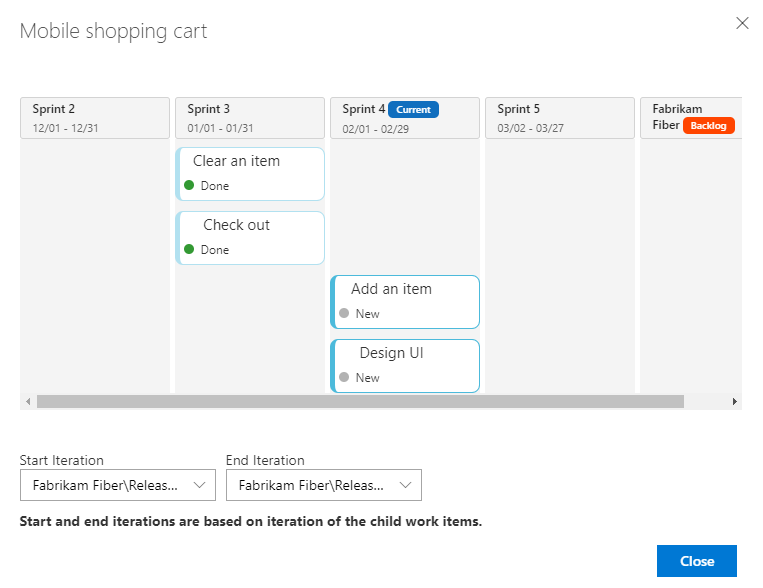 Mobile shopping cart
Sprint 2
12/01 - 12/31
Sprint 3
01/01 - 01/31
Sprint 4 Current
02/01 - 02/29
Sprint 5
03/02 - 03/27
Fabrikam
Fiber Backlog
Clear an item
Done
Check out
Done
Add an item
New
Design UI
New
Start Iteration
End Iteration
Fabrikam Fiber\Releas...
Fabrikam Fiber\Releas...
Start and end iterations are based on iteration of the child work items.
Close